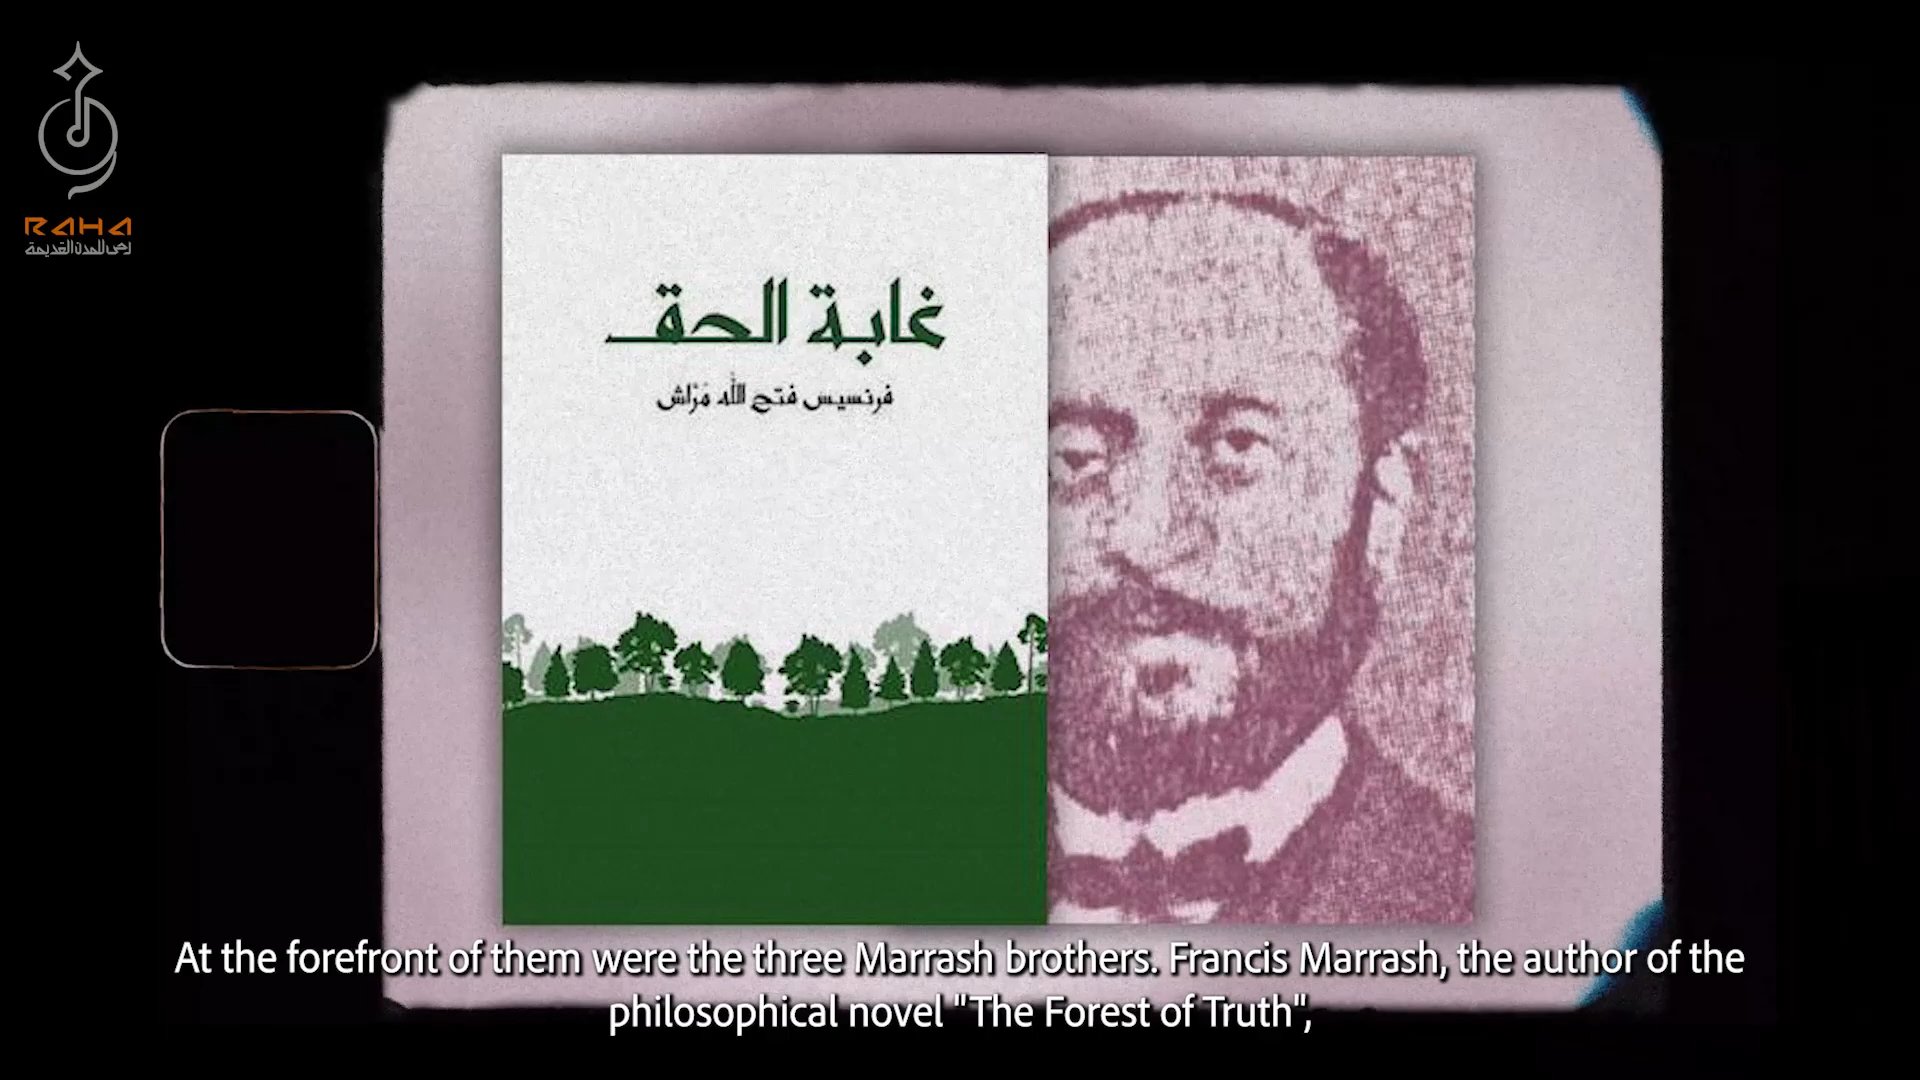 RAHA
غابة الحق
فرنسيس فتح الله مَرَّاش
At the forefront of them were the three Marrash brothers. Francis Marrash, the author of the
philosophical novel "The Forest of Truth",